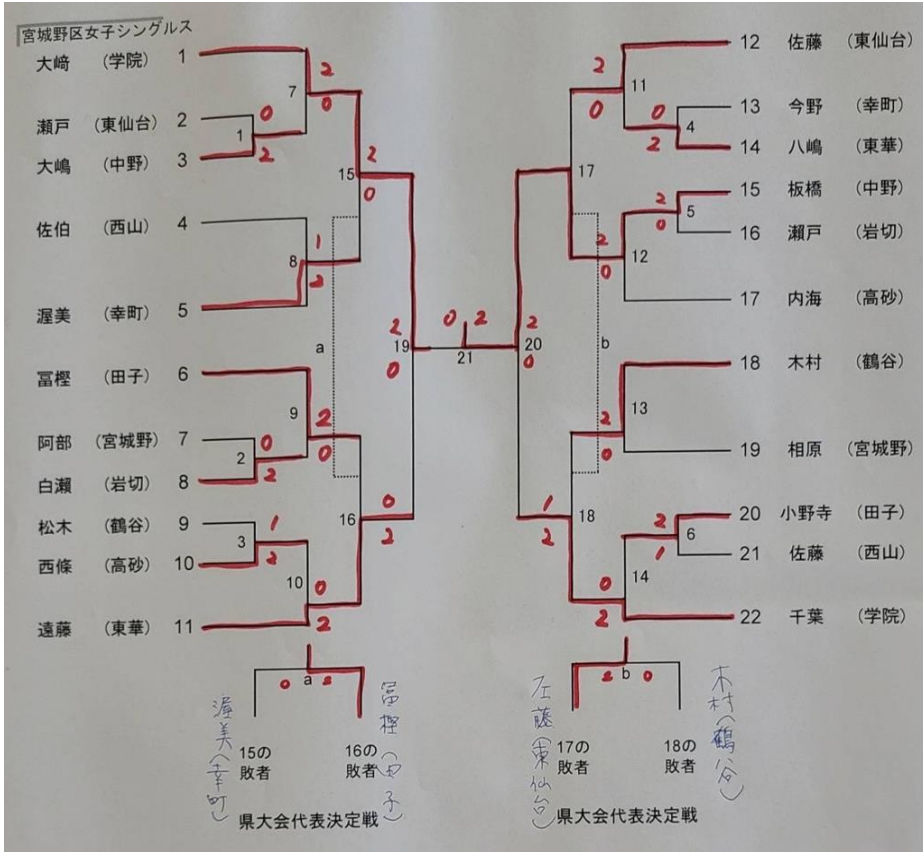 宮城野区女子シングルス
大﨑 (学院) 1
瀬戸 (東仙台) 2
大嶋 (中野) 3
佐伯 (西山) 4
渥美 (幸町) 5
冨樫 (田子) 6
阿部 (宮城野) 7
白瀬 (岩切) 8
松木 (鶴谷) 9
西條 (高砂) 10
遠藤 (東華) 11
7 2 0
1 0 2
15 2 0
8 1 2
a
9 2 0
2 0 2
16 0 2
3 1 2
10 0 2
19 2 0
0 2
21
20 2 0
12 佐藤 (東仙台)
13 今野 (幸町)
14 八嶋 (東華)
15 板橋 (中野)
16 瀬戸 (岩切)
17 内海 (高砂)
18 木村 (鶴谷)
19 相原 (宮城野)
20 小野寺 (田子)
21 佐藤 (西山)
22 千葉 (学院)
2 0 11
0 2 4
17
2 0 5
2 0 12
b
2 0 13
1 2 18
2 1 6
0 2 14
0 a 2
渥美(幸町)
15の
敗者
16の
敗者
冨樫(田子)
県大会代表決定戦
2 b 0
佐藤(東仙台)
17の
敗者
18の
敗者
木村(鶴谷)
県大会代表決定戦